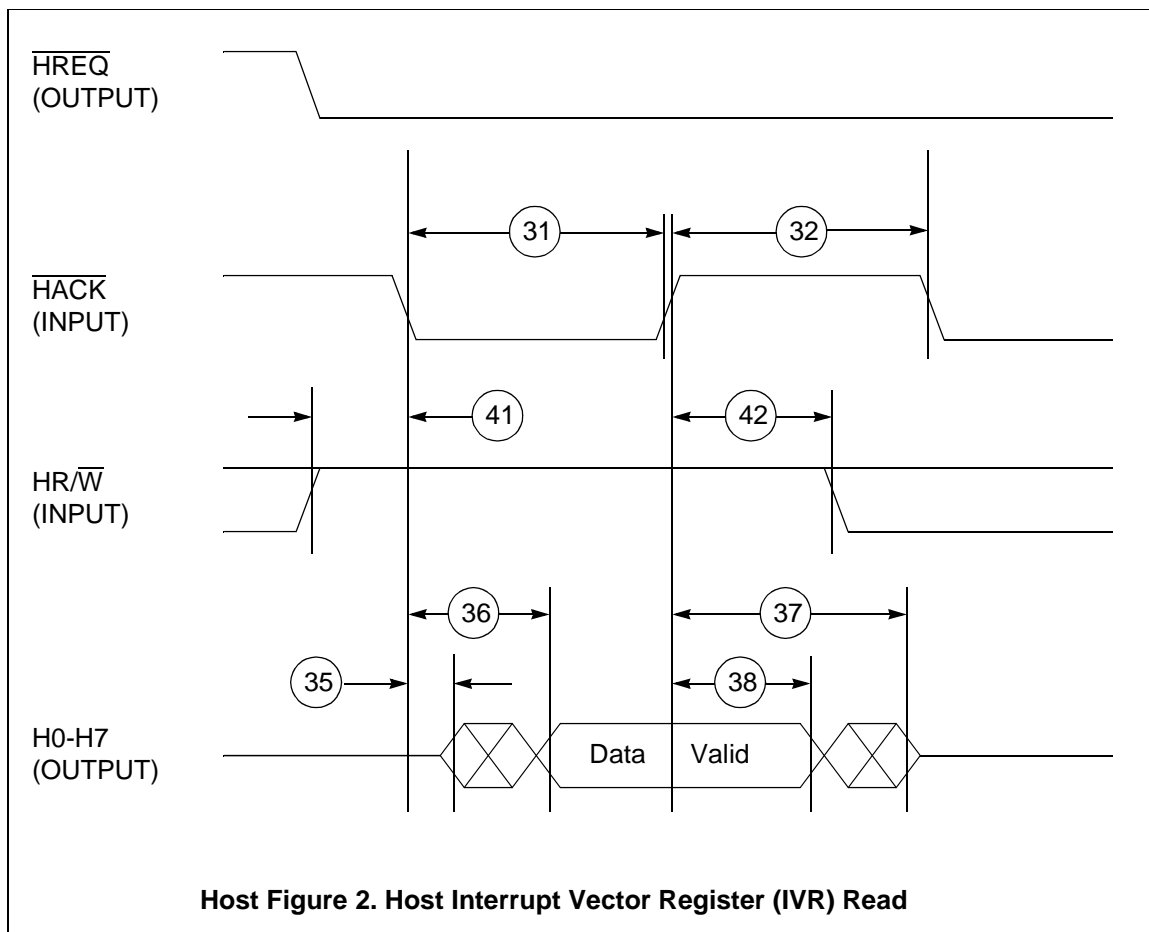 HREQ
(OUTPUT)
31
32
HACK
(INPUT)
41
42
HR/W
(INPUT)
36
37
35
38
H0-H7
(OUTPUT)
Data Valid
Host Figure 2. Host Interrupt Vector Register (IVR) Read